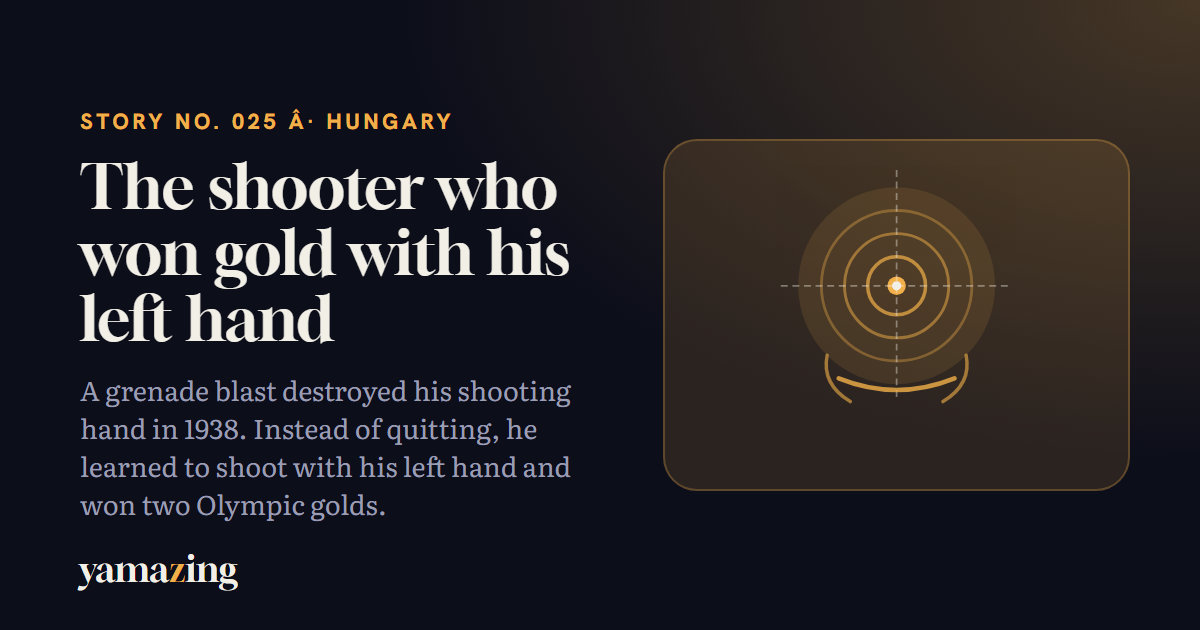 STORY NO. 025 Â· HUNGARY
The shooter who
won gold with his
left hand
A grenade blast destroyed his shooting
hand in 1938. Instead of quitting, he
learned to shoot with his left hand and
won two Olympic golds.
yamazing